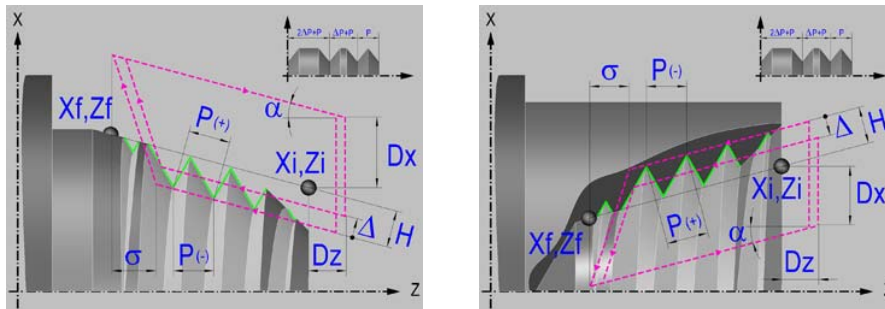 X
2ΔP+P ΔP+P P
Xf,Zf
α
P(+)
Dx
Xi,Zi
Δ
H
σ
P(-)
Dz
Z
X
2ΔP+P ΔP+P P
σ
P(-)
Δ
H
Xi,Zi
Dx
Xf,Zf
P(+)
α
Dz
Z